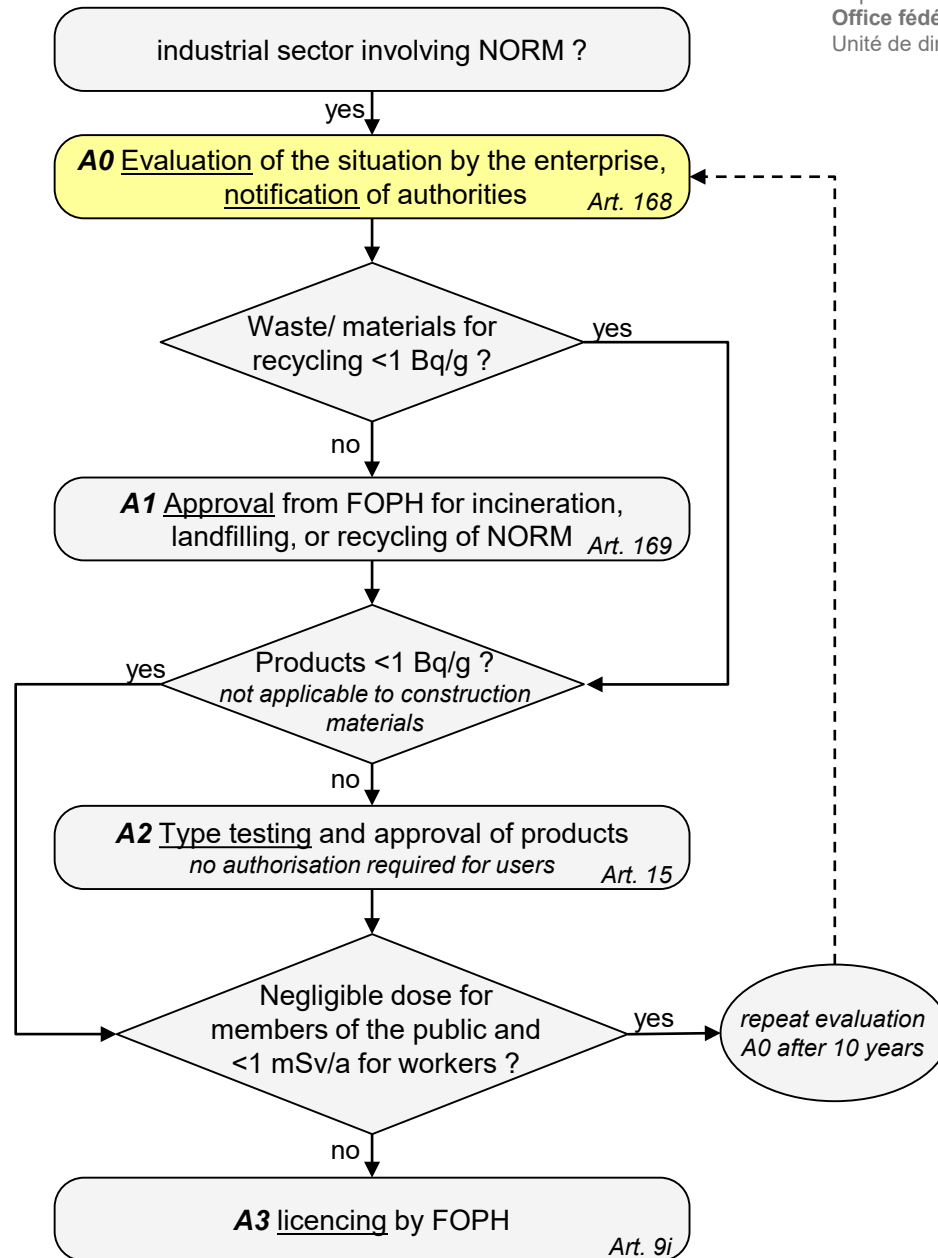 Office féd
Unité de di
industrial sector involving NORM ?
yes
A0 Evaluation of the situation by the enterprise,
notification of authorities
Art. 168
Waste/ materials for
recycling <1 Bq/g ?
yes
no
A1 Approval from FOPH for incineration,
landfilling, or recycling of NORM
Art. 169
yes
Products <1 Bq/g ?
not applicable to construction
materials
no
A2 Type testing and approval of products
no authorisation required for users
Art. 15
Negligible dose for
members of the public and
<1 mSv/a for workers ?
yes
repeat evaluation
A0 after 10 years
no
A3 licencing by FOPH
Art. 9i